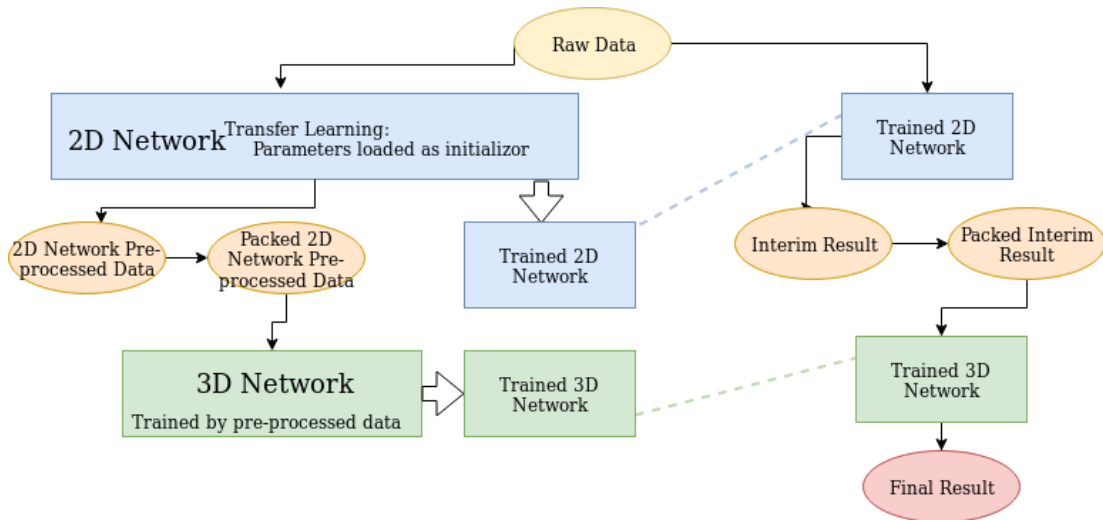 Raw Data
2D Network
Transfer Learning:
Parameters loaded as initializor
Trained 2D
Network
2D Network Pre-
processed Data
Packed 2D
Network Pre-
processed Data
Trained 2D
Network
Interim Result
Packed Interim
Result
3D Network
Trained by pre-processed data
Trained 3D
Network
Trained 3D
Network
Final Result